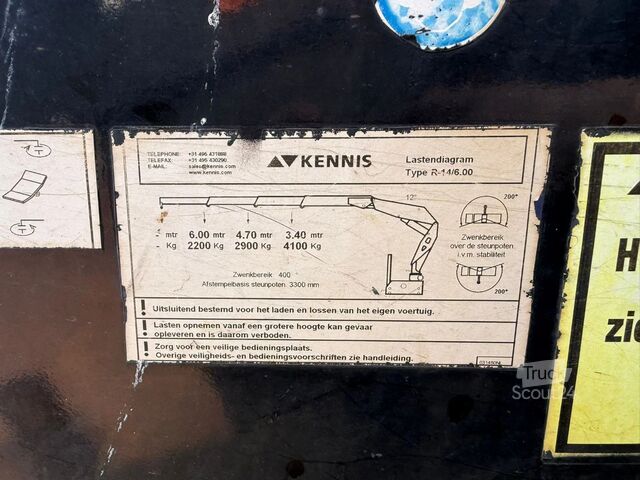 TELEPHONE: +31 495 431888
TELEFAX: +31 495 430290
E-MAIL: sales@kennis.com
www.kennis.com
KENNIS
Lastendiagram
Type R-14/6.00
12°
200°
- mtr 6.00 mtr 4.70 mtr 3.40 mtr
- Kg 2200 Kg 2900 Kg 4100 Kg
Zwenkbereik 400
Afstempelbasis steunpoten 3300 mm
Zwenkbereik
over de steunpoten
i.v.m. stabiliteit
200°
! Uitsluitend bestemd voor het laden en lossen van het eigen voertuig.
! Lasten opnemen vanaf een grotere hoogte kan gevaar
opleveren en is daarom verboden.
! Zorg voor een veilige bedieningsplaats.
Overige veiligheids- en bedieningsvoorschriften zie handleiding.
H
zie
Truck
Scout24